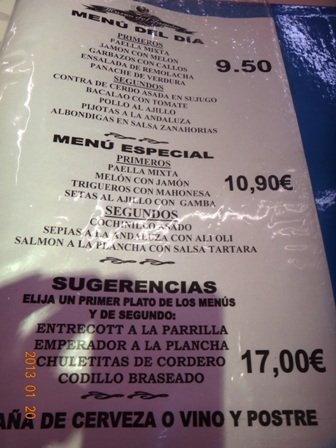 MENÚ DEL DÍA
PRIMEROS
PAELLA MIXTA
JAMON CON MELON
GARBAZOS CON CALLOS
ENSALADA DE REMOLACHA
PANACHE DE VERDURA
9.50
SEGUNDOS
CONTRA DE CERDO ASADA EN SUJUGO
BACALAO CON TOMATE
POLLO AL AJILLO
PIJOTAS A LA ANDALUZA
ALBONDIGAS EN SALSA ZANAHORIAS
MENÚ ESPECIAL
PRIMEROS
PAELLA MIXTA
MELÓN CON JAMÓN
TRIGUEROS CON MAHONESA
SETAS AL AJILLO CON GAMBA
10,90€
SEGUNDOS
COCHINILLO ASADO
SEPIAS A LA ANDALUZA CON ALI OLI
SALMON A LA PLANCHA CON SALSA TARTARA
SUGERENCIAS
ELIJA UN PRIMER PLATO DE LOS MENÚS
Y DE SEGUNDO:
ENTRECOTT A LA PARRILLA
EMPERADOR A LA PLANCHA
CHULETITAS DE CORDERO
CODILLO BRASEADO
17,00€
AÑA DE CERVEZA O VINO Y POSTRE
2013 01 20